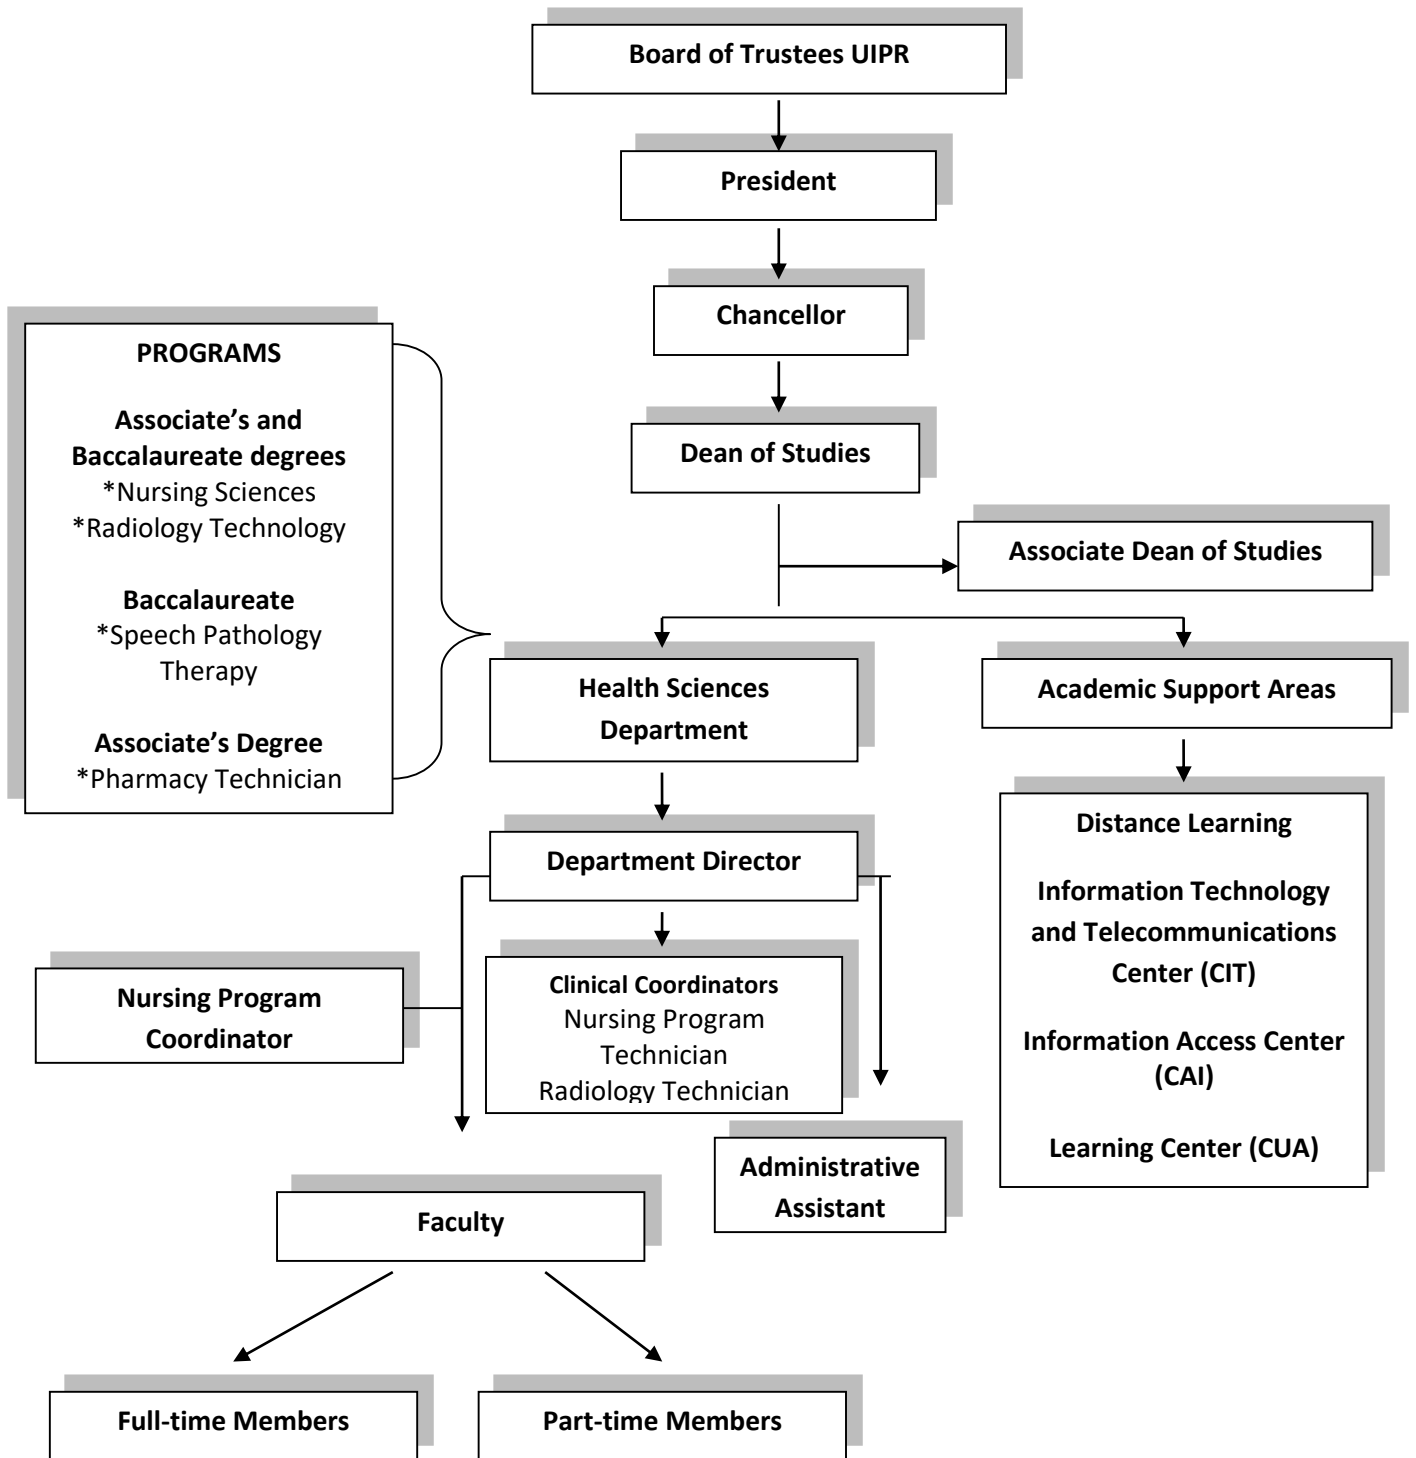 Board of Trustees UIPR
President
Chancellor
Dean of Studies
Associate Dean of Studies
PROGRAMS
Associate’s and
Baccalaureate degrees
*Nursing Sciences
*Radiology Technology
Baccalaureate
*Speech Pathology
Therapy
Associate’s Degree
*Pharmacy Technician
Health Sciences
Department
Academic Support Areas
Department Director
Distance Learning
Information Technology
and Telecommunications
Center (CIT)
Information Access Center
(CAI)
Learning Center (CUA)
Nursing Program
Coordinator
Clinical Coordinators
Nursing Program
Technician
Radiology Technician
Administrative
Assistant
Faculty
Full-time Members
Part-time Members